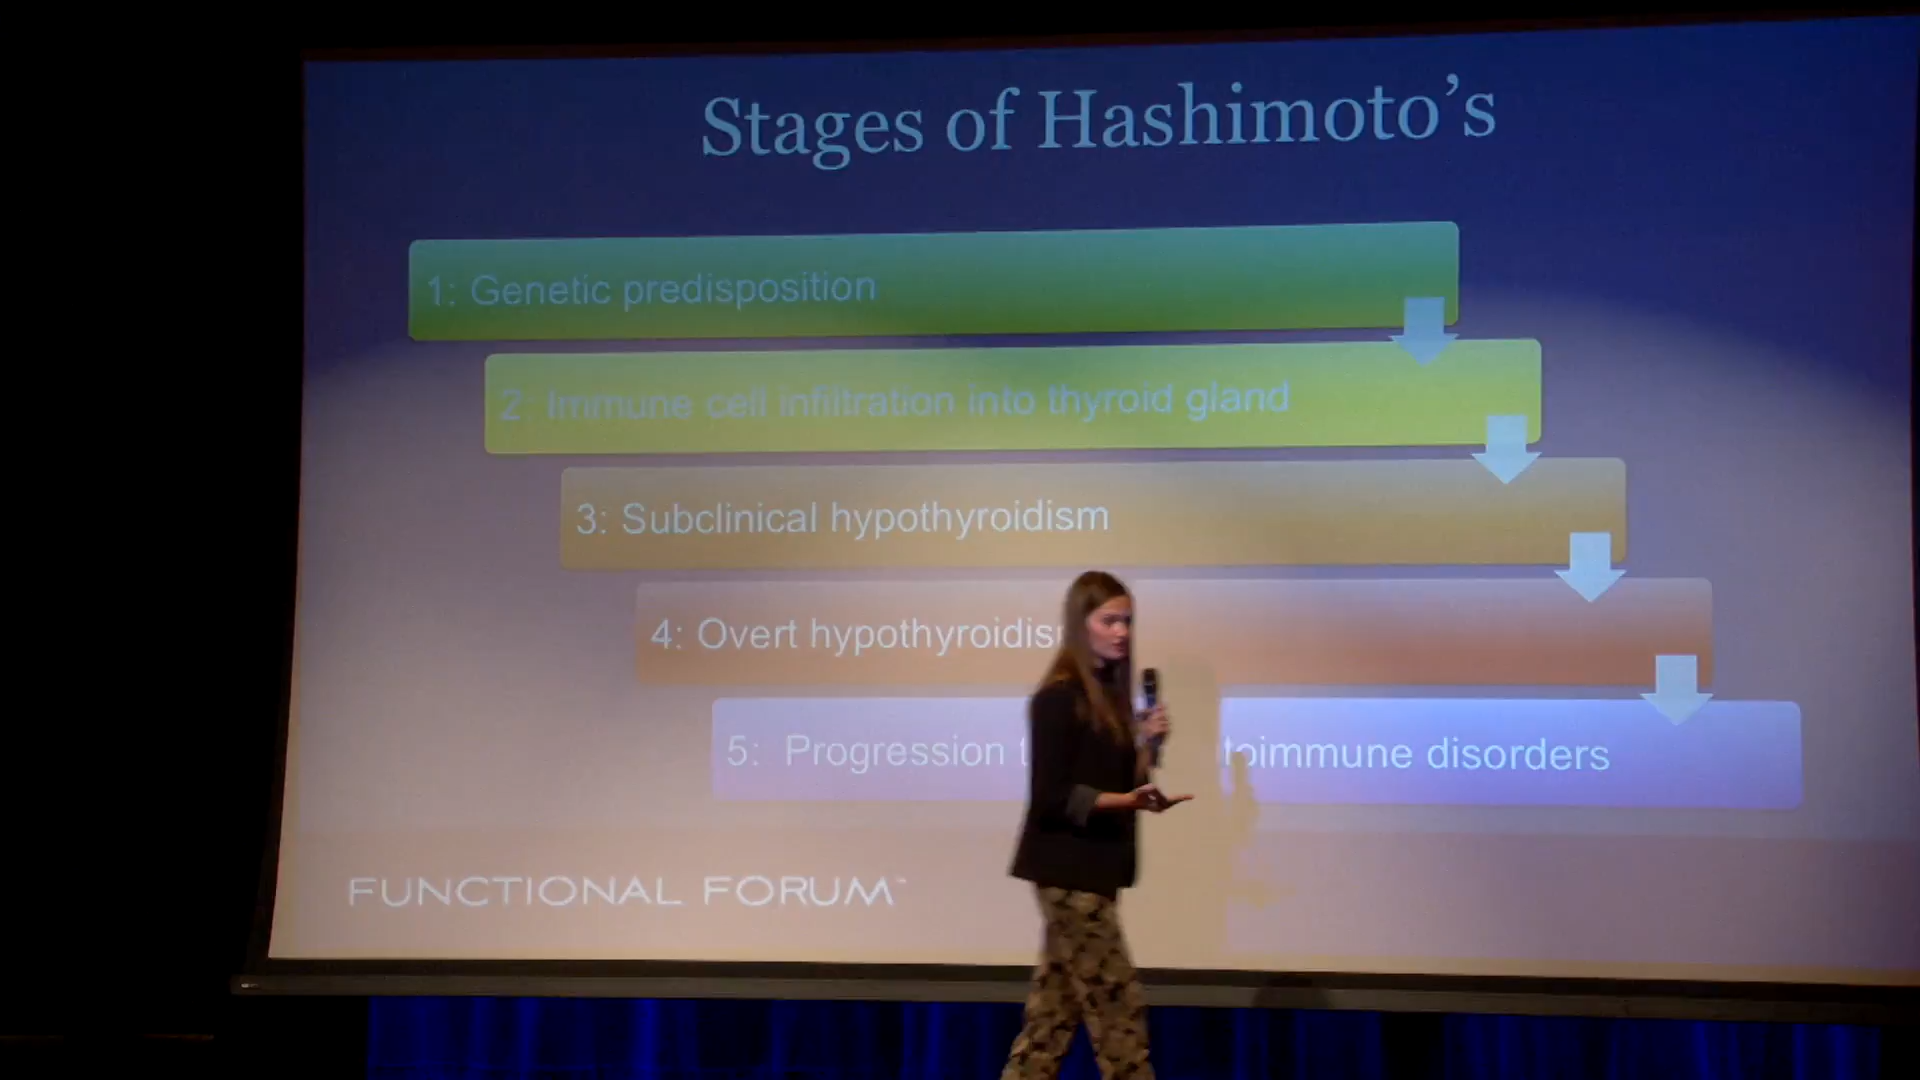 Stages of Hashimoto’s
1: Genetic predisposition
2: Immune cell infiltration into thyroid gland
3: Subclinical hypothyroidism
4: Overt hypothyroidis
5: Progression t toimmune disorders
FUNCTIONAL FORUM™